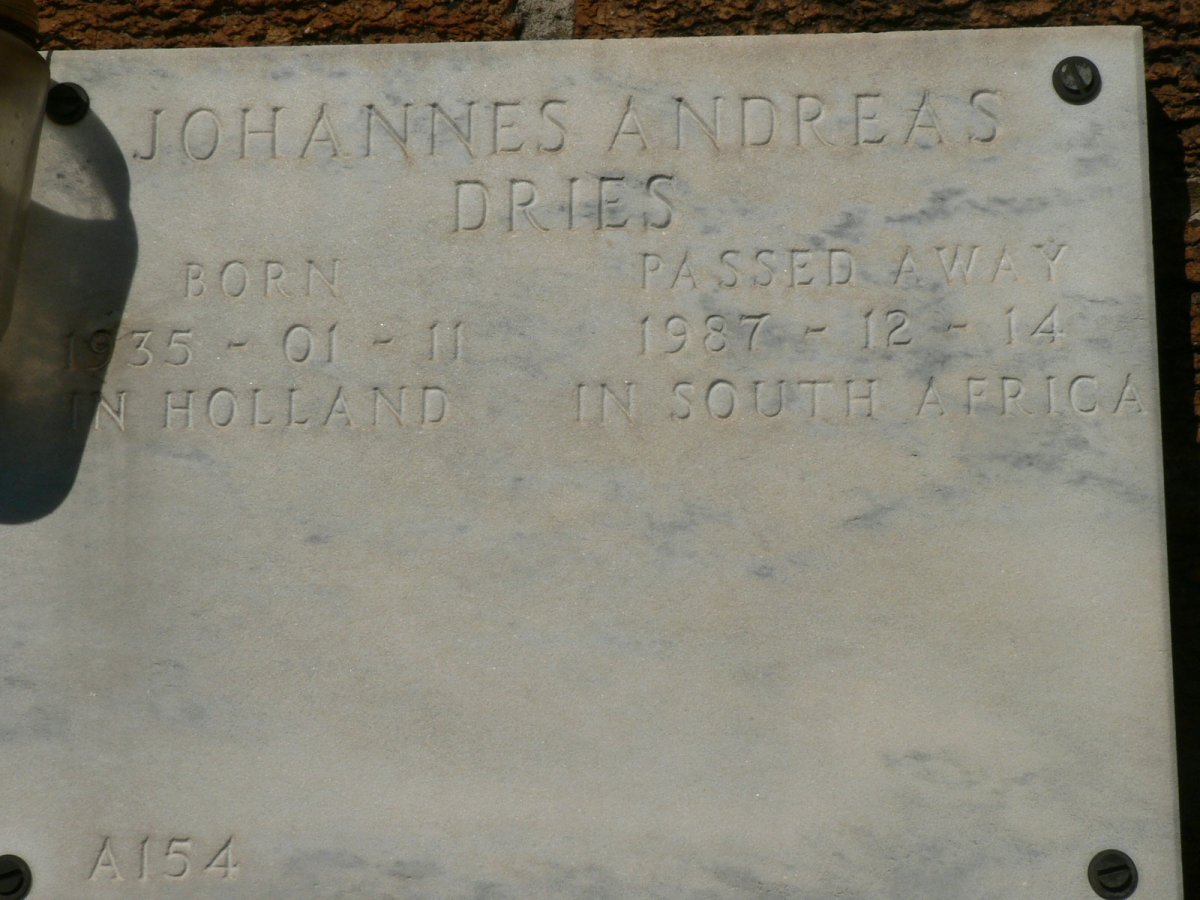 JOHANNES ANDREAS
DRIES
BORN
1935 - 01 - 11
IN HOLLAND
PASSED AWAY
1987 - 12 - 14
IN SOUTH AFRICA
A154